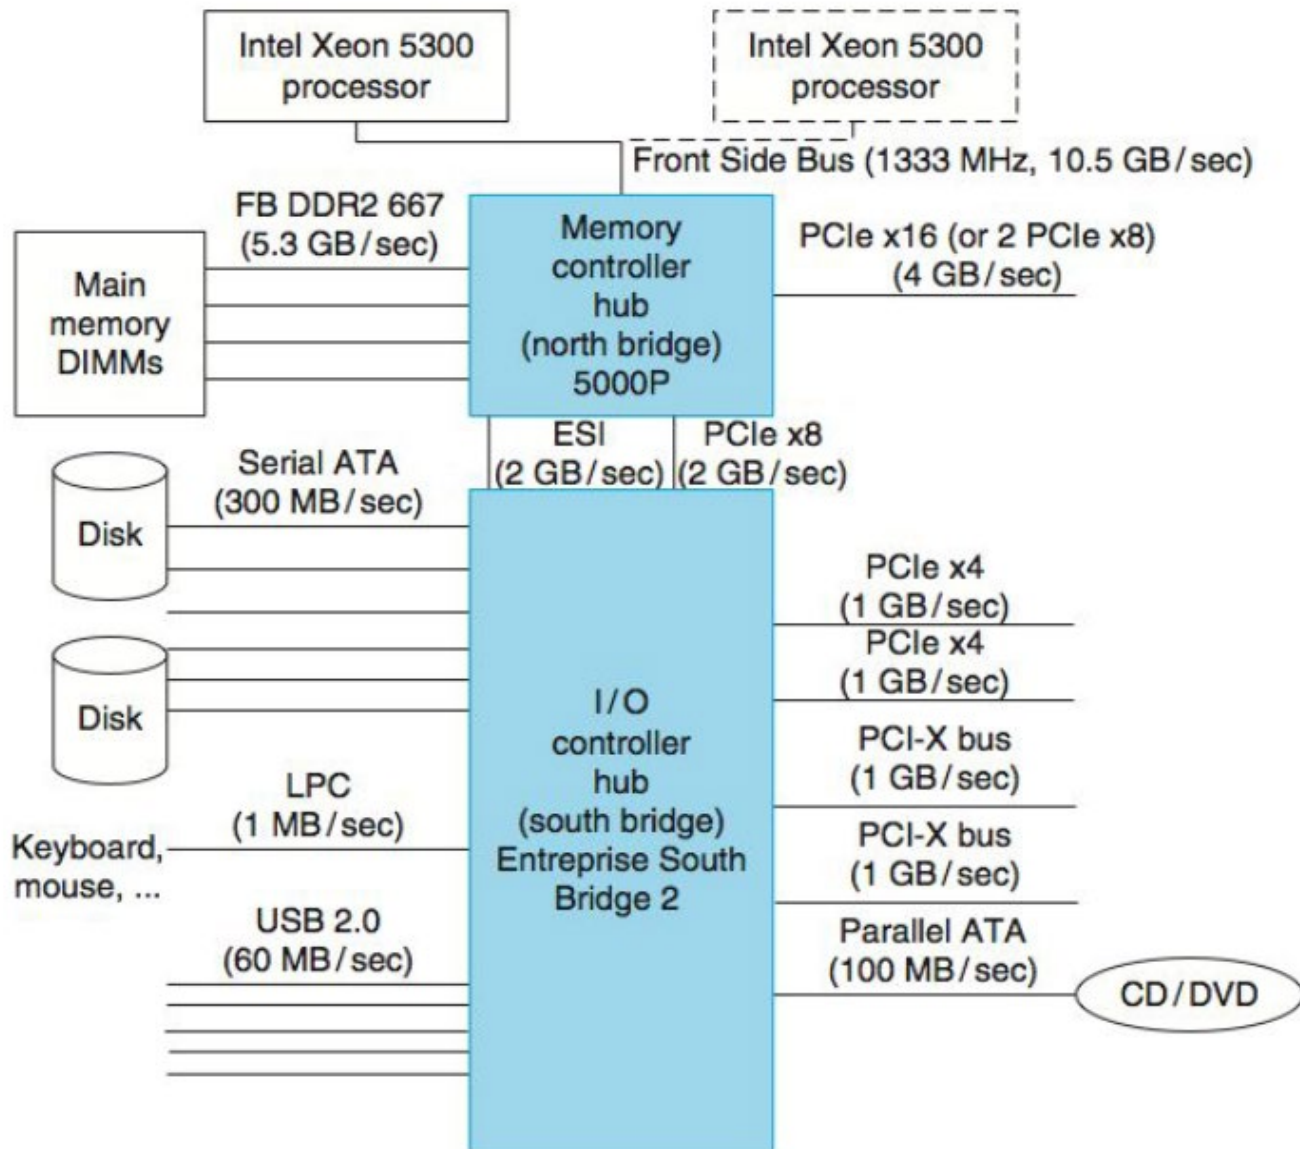 Intel Xeon 5300
processor
Intel Xeon 5300
processor
Front Side Bus (1333 MHz, 10.5 GB/sec)
FB DDR2 667
(5.3 GB/sec)
Main
memory
DIMMs
Memory
controller
hub
(north bridge)
5000P
PCIe x16 (or 2 PCIe x8)
(4 GB/sec)
ESI
(2 GB/sec)
PCIe x8
(2 GB/sec)
Serial ATA
(300 MB/sec)
Disk
Disk
LPC
(1 MB/sec)
Keyboard,
mouse, ...
USB 2.0
(60 MB/sec)
I/O
controller
hub
(south bridge)
Entreprise South
Bridge 2
PCIe x4
(1 GB/sec)
PCIe x4
(1 GB/sec)
PCI-X bus
(1 GB/sec)
PCI-X bus
(1 GB/sec)
Parallel ATA
(100 MB/sec)
CD/DVD